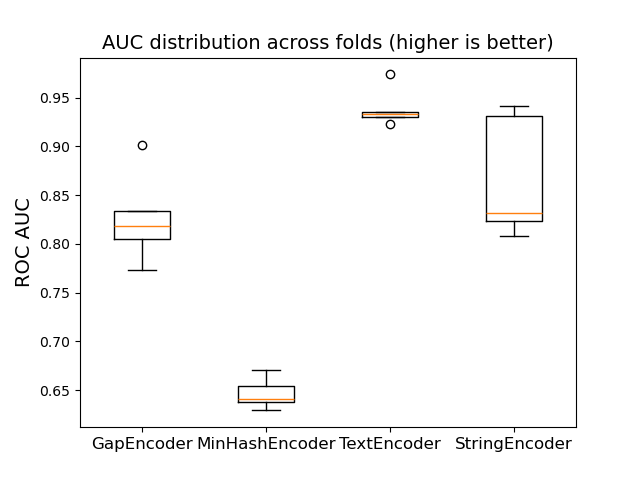 AUC distribution across folds (higher is better)
ROC AUC
0.95
0.90
0.85
0.80
0.75
0.70
0.65
GapEncoder MinHashEncoder TextEncoder StringEncoder